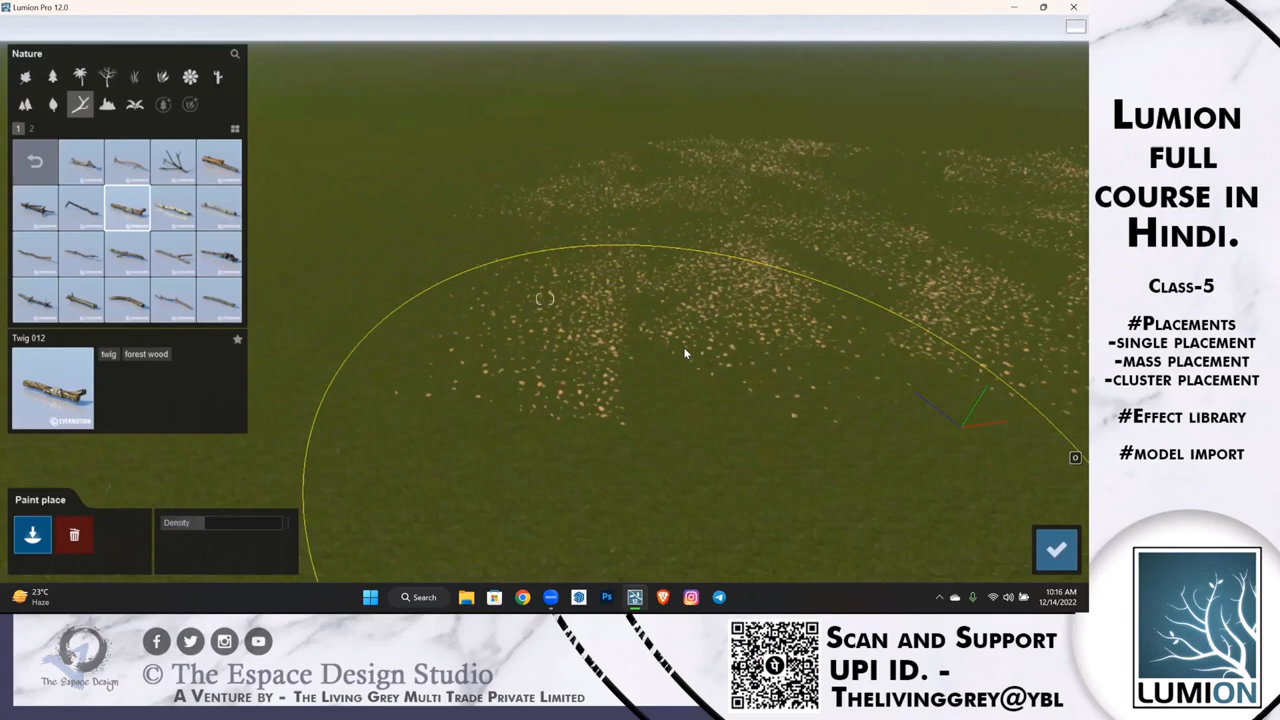 Lumion Pro 12.0
Nature
1 2
Twig 012
twig forest wood
EVERMOTION
Paint place
Density
O
23°C
Haze
Search
Ps
10:16 AM
12/14/2022
LUMION
FULL
COURSE IN
HINDI.
CLASS-5
#PLACEMENTS
-SINGLE PLACEMENT
-MASS PLACEMENT
-CLUSTER PLACEMENT
#EFFECT LIBRARY
#MODEL IMPORT
The Espace Design
© The Espace Design Studio
A VENTURE BY - THE LIVING GREY MULTI TRADE PRIVATE LIMITED
SCAN AND SUPPORT
UPI ID. -
THELIVINGGREY@YBL
LUMION